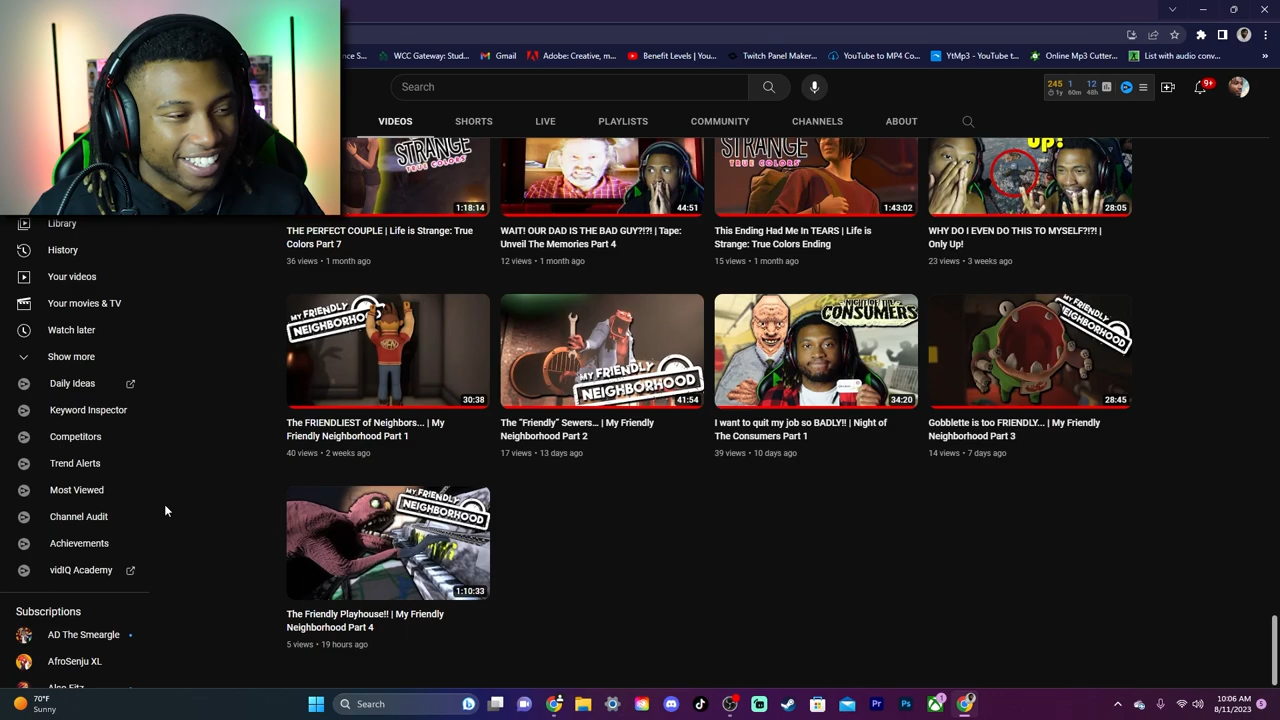 ce S...
WCC Gateway: Stud...
Gmail
Adobe: Creative, m...
Benefit Levels | You...
Twitch Panel Maker...
YouTube to MP4 Co...
YtMp3 - YouTube t...
Online Mp3 Cutter...
List with audio conv...
»
Search
245 1 12
1y 60m 48h
9+
VIDEOS
SHORTS
LIVE
PLAYLISTS
COMMUNITY
CHANNELS
ABOUT
STRANGE
TRUE COLORS
1:18:14
44:51
STRANGE
TRUE COLORS
1:43:02
Up!
28:05
THE PERFECT COUPLE | Life is Strange: True
Colors Part 7
36 views • 1 month ago
WAIT! OUR DAD IS THE BAD GUY?!?! | Tape:
Unveil The Memories Part 4
12 views • 1 month ago
This Ending Had Me In TEARS | Life is
Strange: True Colors Ending
15 views • 1 month ago
WHY DO I EVEN DO THIS TO MYSELF?!?! |
Only Up!
23 views • 3 weeks ago
MY FRIENDLY
NEIGHBORHOOD
30:38
MY FRIENDLY
NEIGHBORHOOD
41:54
NIGHT OF THE
CONSUMERS
34:20
MY FRIENDLY
NEIGHBORHOOD
28:45
The FRIENDLIEST of Neighbors... | My
Friendly Neighborhood Part 1
40 views • 2 weeks ago
The “Friendly” Sewers… | My Friendly
Neighborhood Part 2
17 views • 13 days ago
I want to quit my job so BADLY!! | Night of
The Consumers Part 1
39 views • 10 days ago
Gobblette is too FRIENDLY... | My Friendly
Neighborhood Part 3
14 views • 7 days ago
MY FRIENDLY
NEIGHBORHOOD
1:10:33
The Friendly Playhouse!! | My Friendly
Neighborhood Part 4
5 views • 19 hours ago
Library
History
Your videos
Your movies & TV
Watch later
Show more
Daily Ideas
Keyword Inspector
Competitors
Trend Alerts
Most Viewed
Channel Audit
Achievements
vidIQ Academy
Subscriptions
AD The Smeargle
AfroSenju XL
70°F
Sunny
Search
1
10:06 AM
8/11/2023